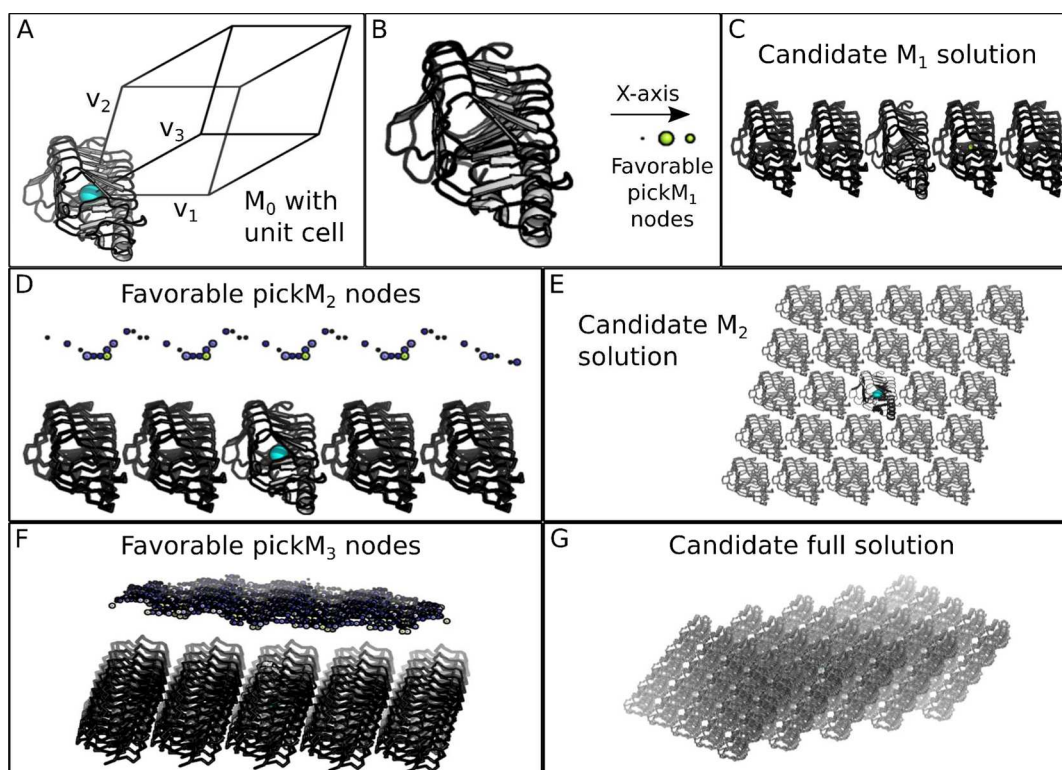 A
v₂
v₃
v₁
M₀ with
unit cell
B
X-axis
Favorable
pickM₁
nodes
C
Candidate M₁ solution
D
Favorable pickM₂ nodes
E
Candidate M₂
solution
F
Favorable pickM₃ nodes
G
Candidate full solution